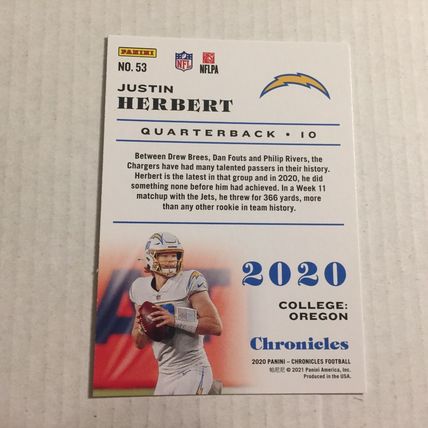 PANINI
NFL
NFLPA
NO. 53
JUSTIN
HERBERT
QUARTERBACK • 10
Between Drew Brees, Dan Fouts and Philip Rivers, the
Chargers have had many talented passers in their history.
Herbert is the latest in that group and in 2020, he did
something none before him had achieved. In a Week 11
matchup with the Jets, he threw for 366 yards, more
than any other rookie in team history.
2020
COLLEGE:
OREGON
Chronicles
2020 PANINI – CHRONICLES FOOTBALL
帕尼尼 © 2021 Panini America, Inc.
Produced in the USA.